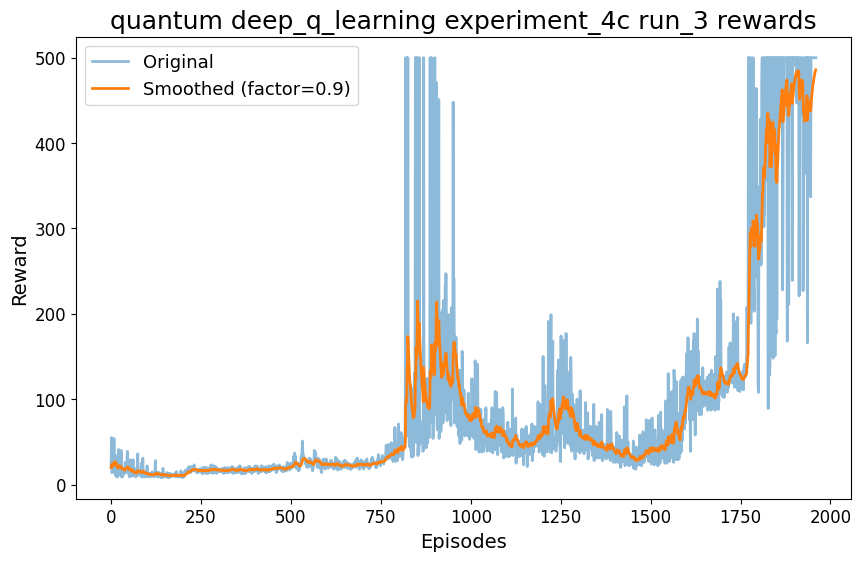 quantum deep_q_learning experiment_4c run_3 rewards
Original
Smoothed (factor=0.9)
Reward
500
400
300
200
100
0
0 250 500 750 1000 1250 1500 1750 2000
Episodes